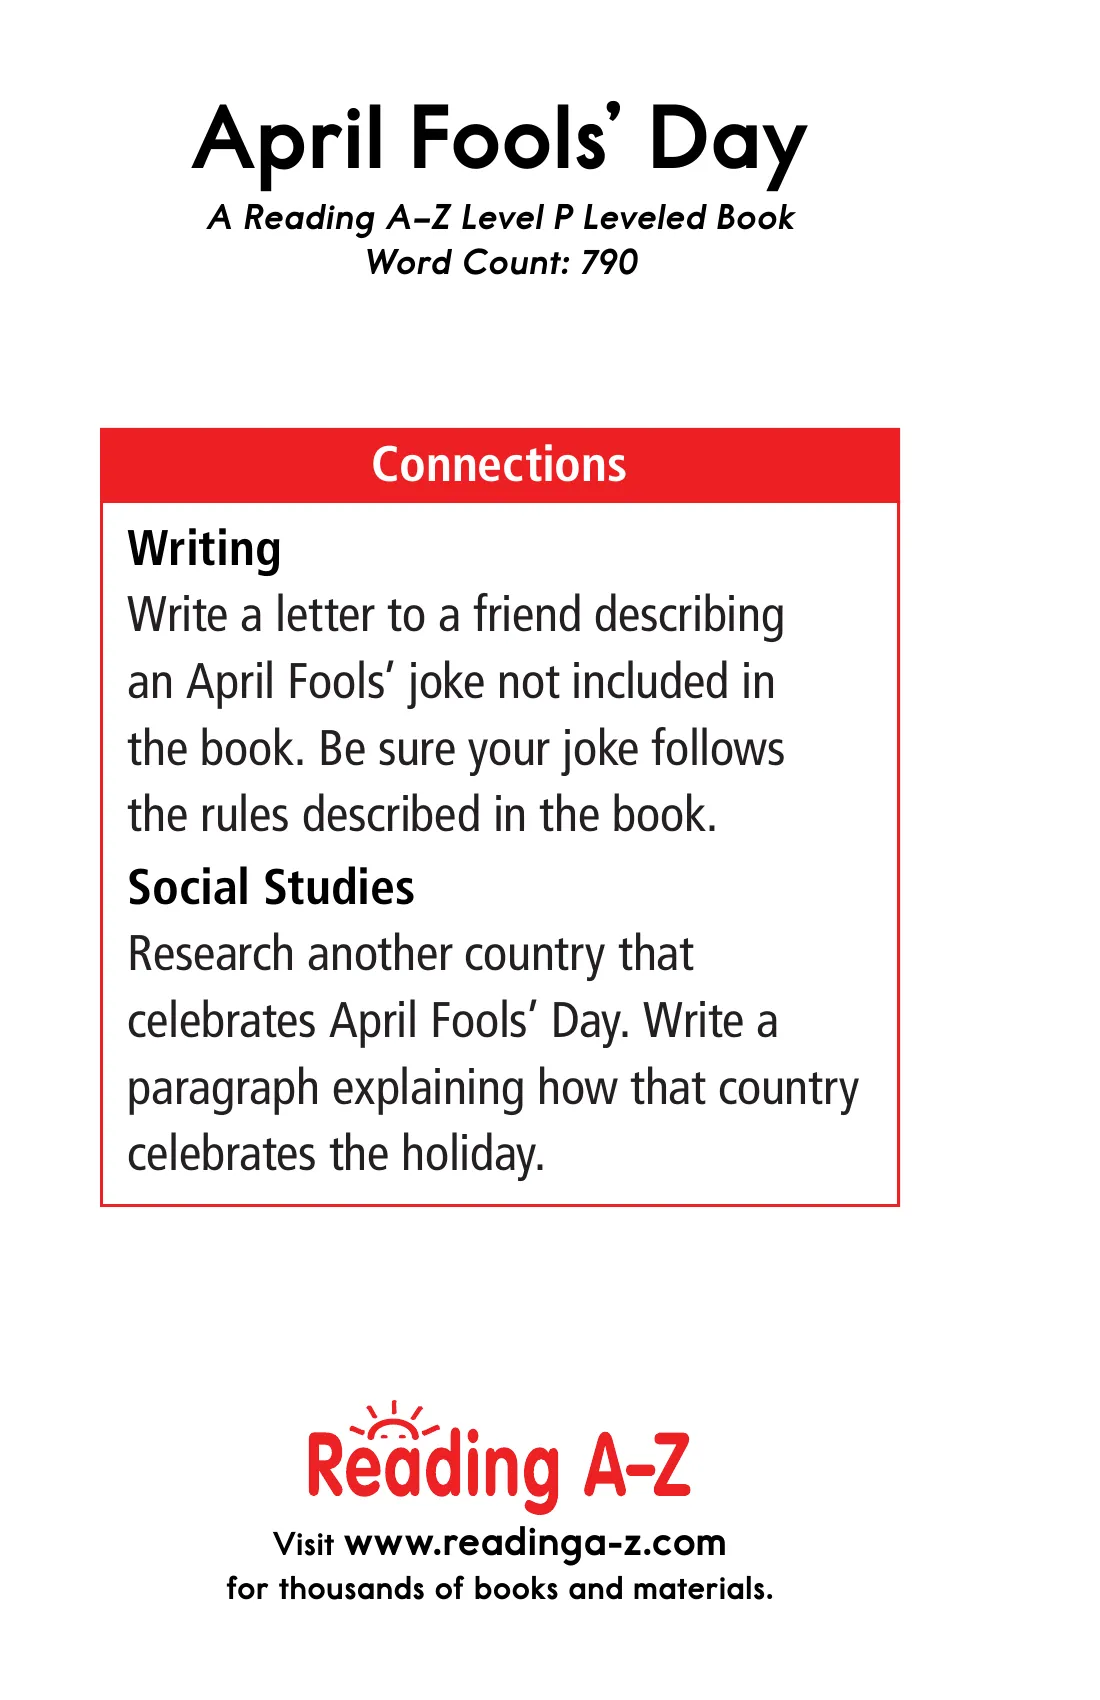 April Fools’ Day
A Reading A–Z Level P Leveled Book
Word Count: 790
Connections
Writing
Write a letter to a friend describing
an April Fools’ joke not included in
the book. Be sure your joke follows
the rules described in the book.
Social Studies
Research another country that
celebrates April Fools’ Day. Write a
paragraph explaining how that country
celebrates the holiday.
Reading A–Z
Visit www.readinga-z.com
for thousands of books and materials.